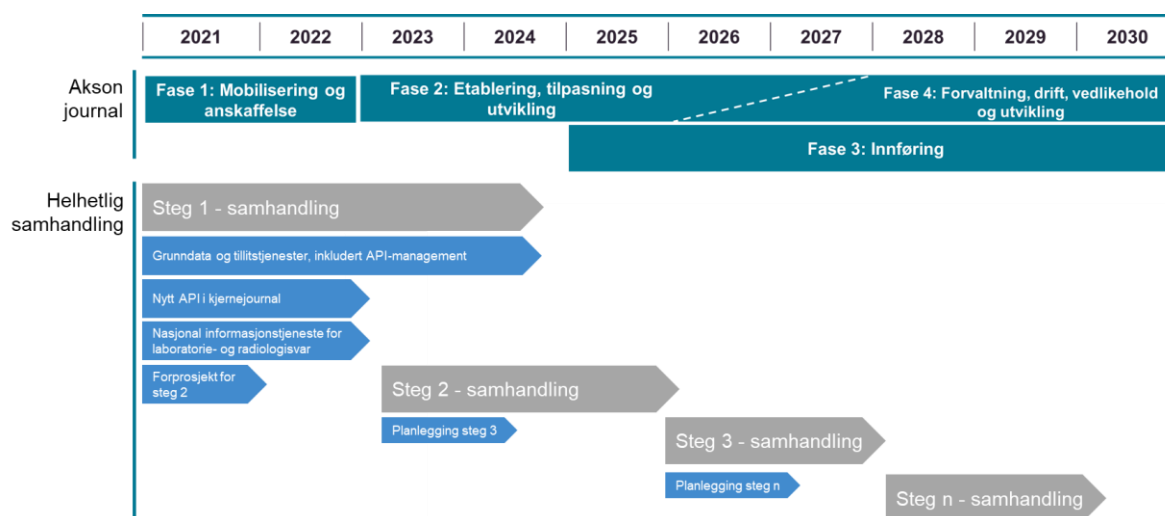 2021 2022 2023 2024 2025 2026 2027 2028 2029 2030
Akson
journal
Fase 1: Mobilisering og
anskaffelse
Fase 2: Etablering, tilpasning og
utvikling
Fase 4: Forvaltning, drift, vedlikehold
og utvikling
Fase 3: Innføring
Helhetlig
samhandling
Steg 1 - samhandling
Grunndata og tillitstjenester, inkludert API-management
Nytt API i kjernejournal
Nasjonal informasjonstjeneste for
laboratorie- og radiologisvar
Forprosjekt for
steg 2
Steg 2 - samhandling
Planlegging steg 3
Steg 3 - samhandling
Planlegging steg n
Steg n - samhandling